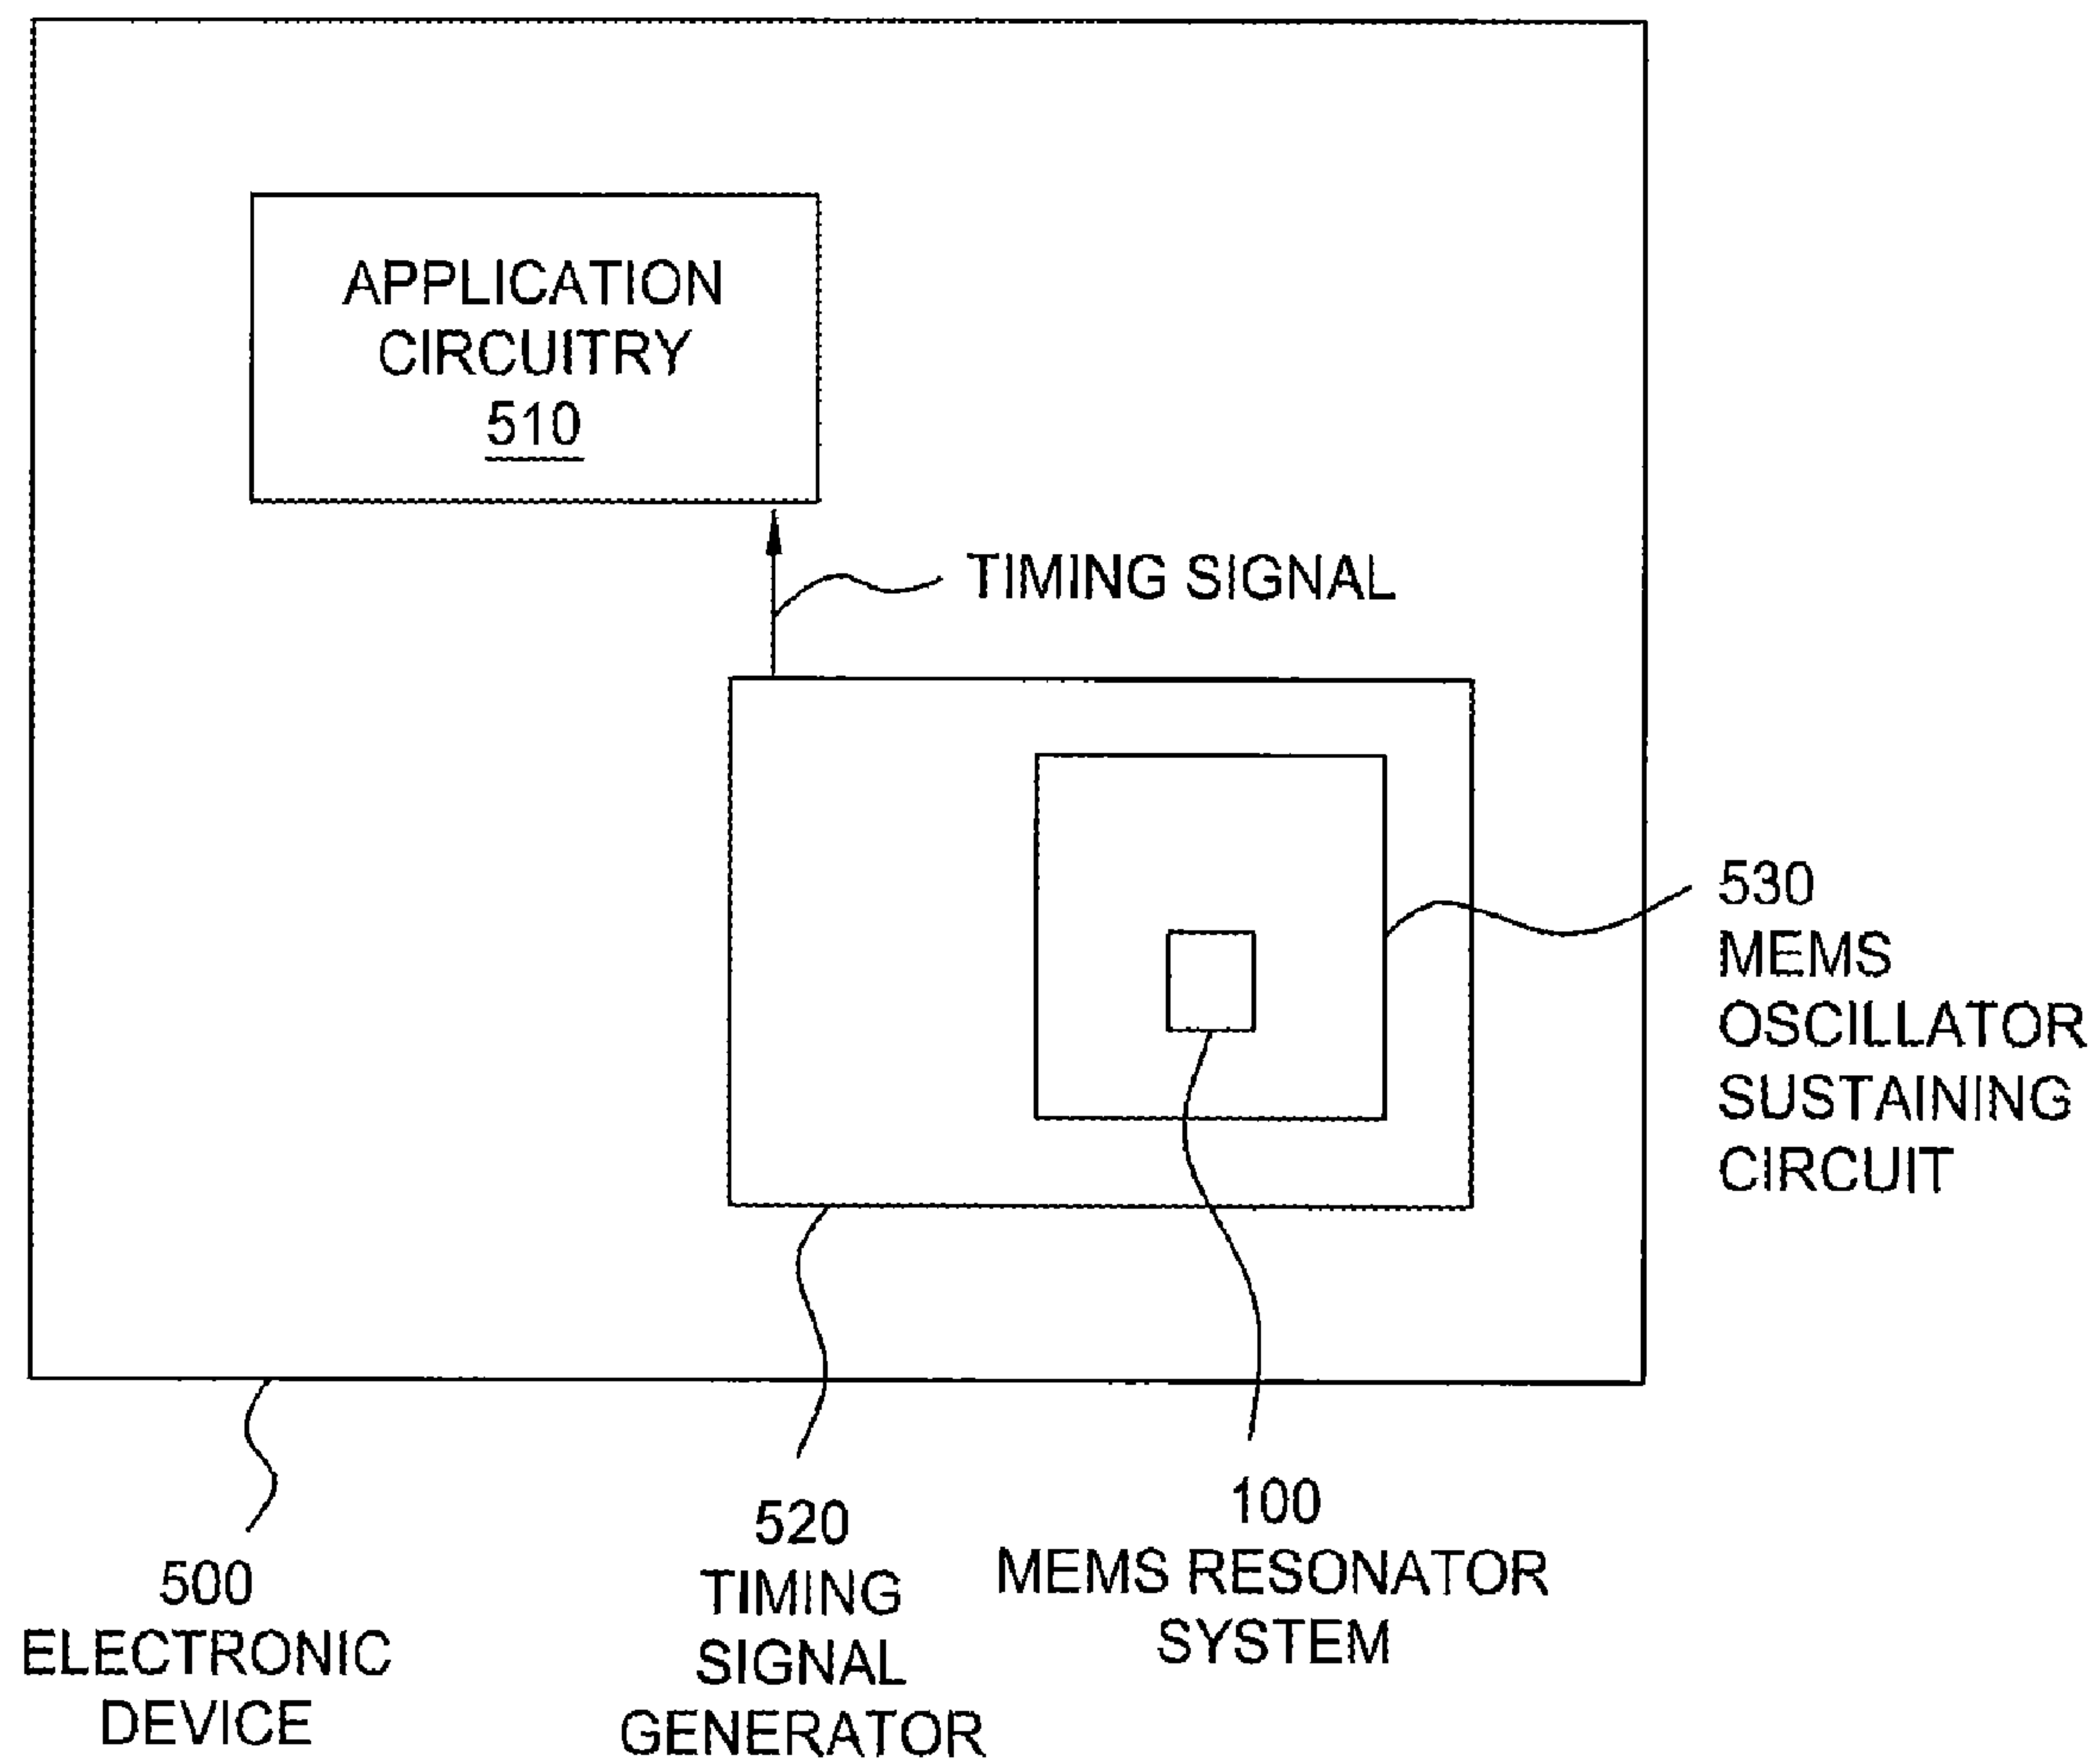 APPLICATION
CIRCUITRY
510
TIMING SIGNAL
530
MEMS
OSCILLATOR
SUSTAINING
CIRCUIT
500
ELECTRONIC
DEVICE
520
TIMING
SIGNAL
GENERATOR
100
MEMS RESONATOR
SYSTEM